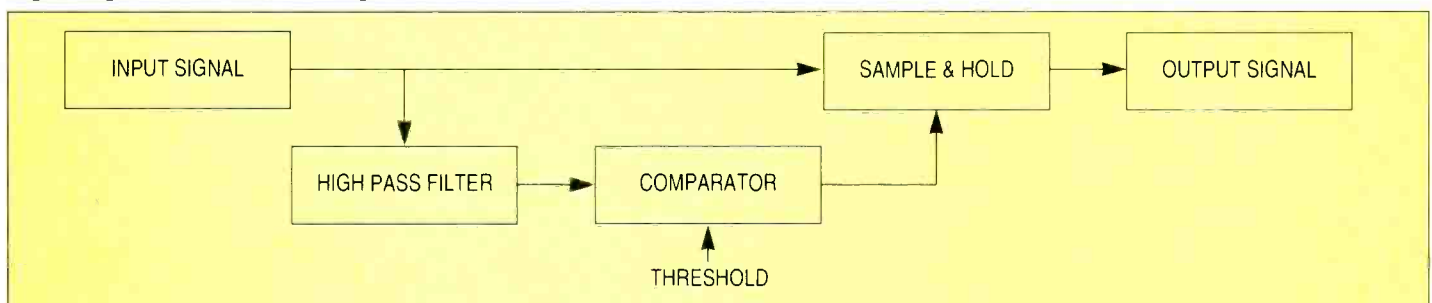 INPUT SIGNAL
SAMPLE & HOLD
OUTPUT SIGNAL
HIGH PASS FILTER
COMPARATOR
THRESHOLD